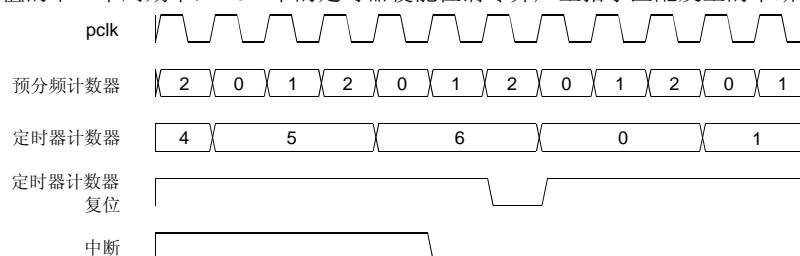 pclk
预分频计数器 2 0 1 2 0 1 2 0 1 2 0 1
定时器计数器 4 5 6 0 1
定时器计数器
复位
中断